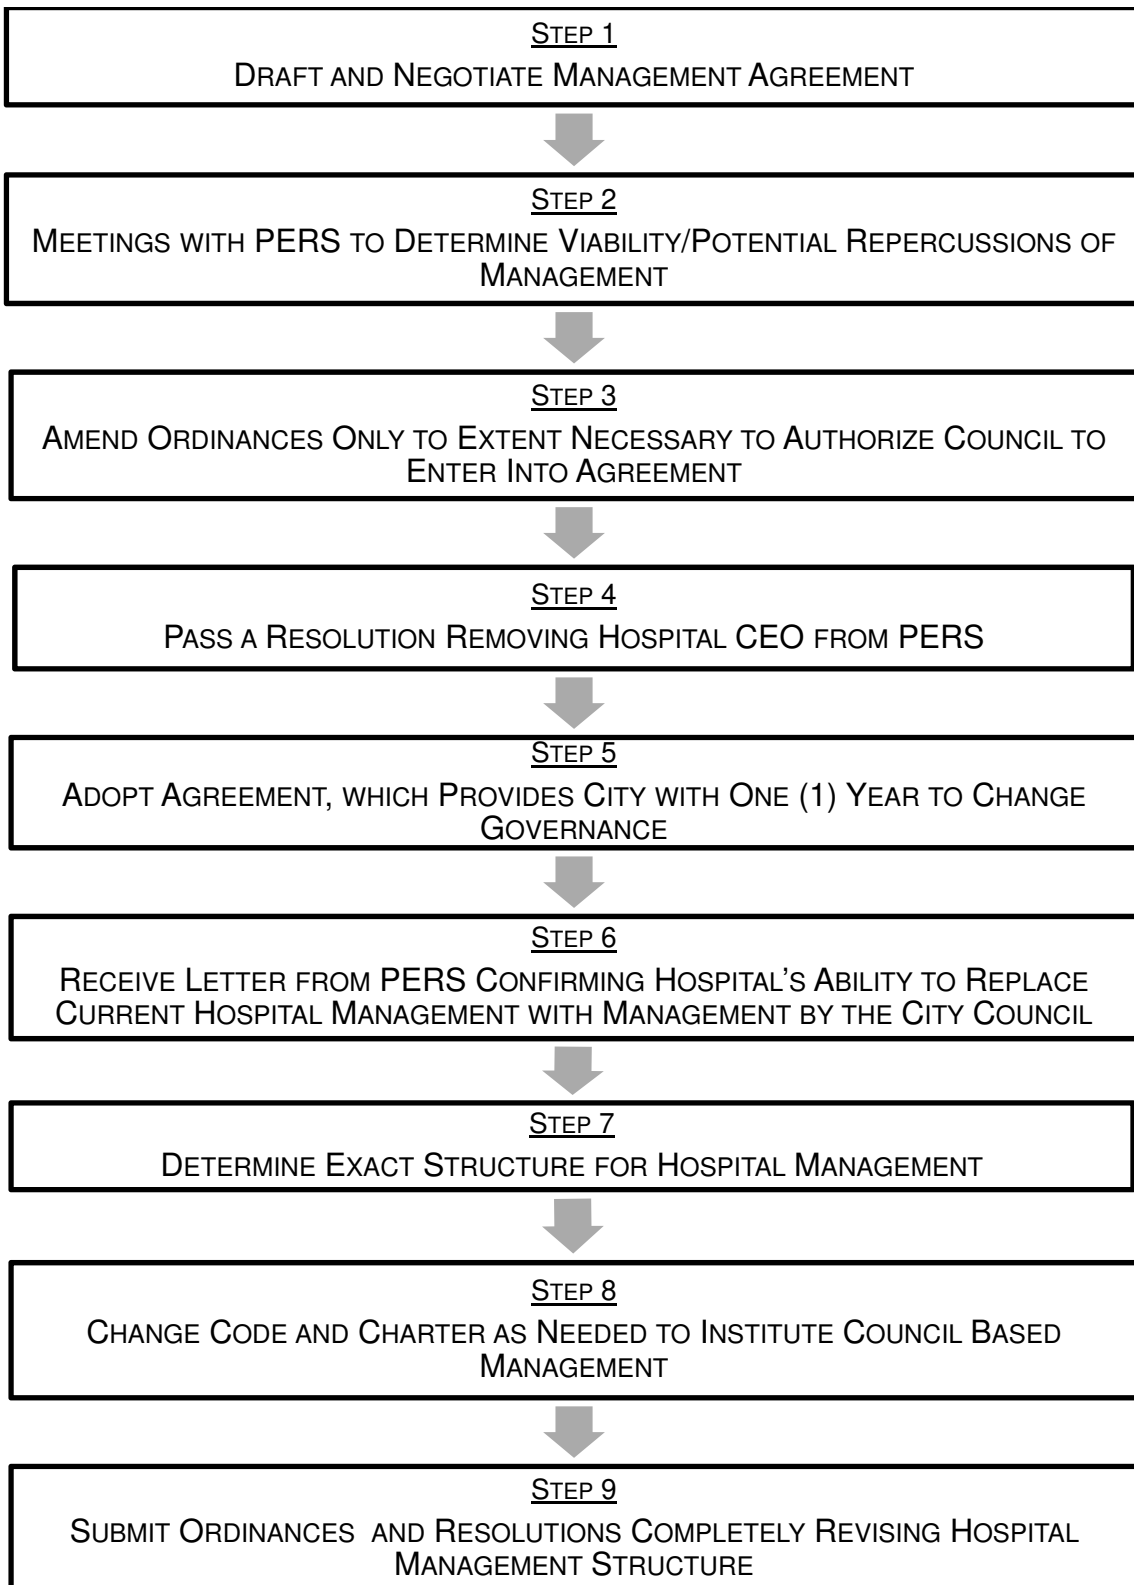 STEP 1
DRAFT AND NEGOTIATE MANAGEMENT AGREEMENT
STEP 2
MEETINGS WITH PERS TO DETERMINE VIABILITY/POTENTIAL REPERCUSSIONS OF
MANAGEMENT
STEP 3
AMEND ORDINANCES ONLY TO EXTENT NECESSARY TO AUTHORIZE COUNCIL TO
ENTER INTO AGREEMENT
STEP 4
PASS A RESOLUTION REMOVING HOSPITAL CEO FROM PERS
STEP 5
ADOPT AGREEMENT, WHICH PROVIDES CITY WITH ONE (1) YEAR TO CHANGE
GOVERNANCE
STEP 6
RECEIVE LETTER FROM PERS CONFIRMING HOSPITAL'S ABILITY TO REPLACE
CURRENT HOSPITAL MANAGEMENT WITH MANAGEMENT BY THE CITY COUNCIL
STEP 7
DETERMINE EXACT STRUCTURE FOR HOSPITAL MANAGEMENT
STEP 8
CHANGE CODE AND CHARTER AS NEEDED TO INSTITUTE COUNCIL BASED
MANAGEMENT
STEP 9
SUBMIT ORDINANCES AND RESOLUTIONS COMPLETELY REVISING HOSPITAL
MANAGEMENT STRUCTURE